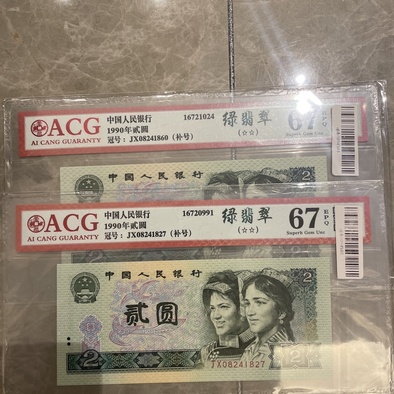 ACG
AI CANG GUARANTY
中国人民银行
16721024
1990年贰圆
冠号：JX08241860（补号）
绿翡翠
（☆☆）
67
EPQ
Superb Gem Unc
2
ACG
AI CANG GUARANTY
中国人民银行
16720991
1990年贰圆
冠号：JX08241827（补号）
绿翡翠
（☆☆）
67
EPQ
Superb Gem Unc
中国人民银行
2
贰圆
2
JX08241827